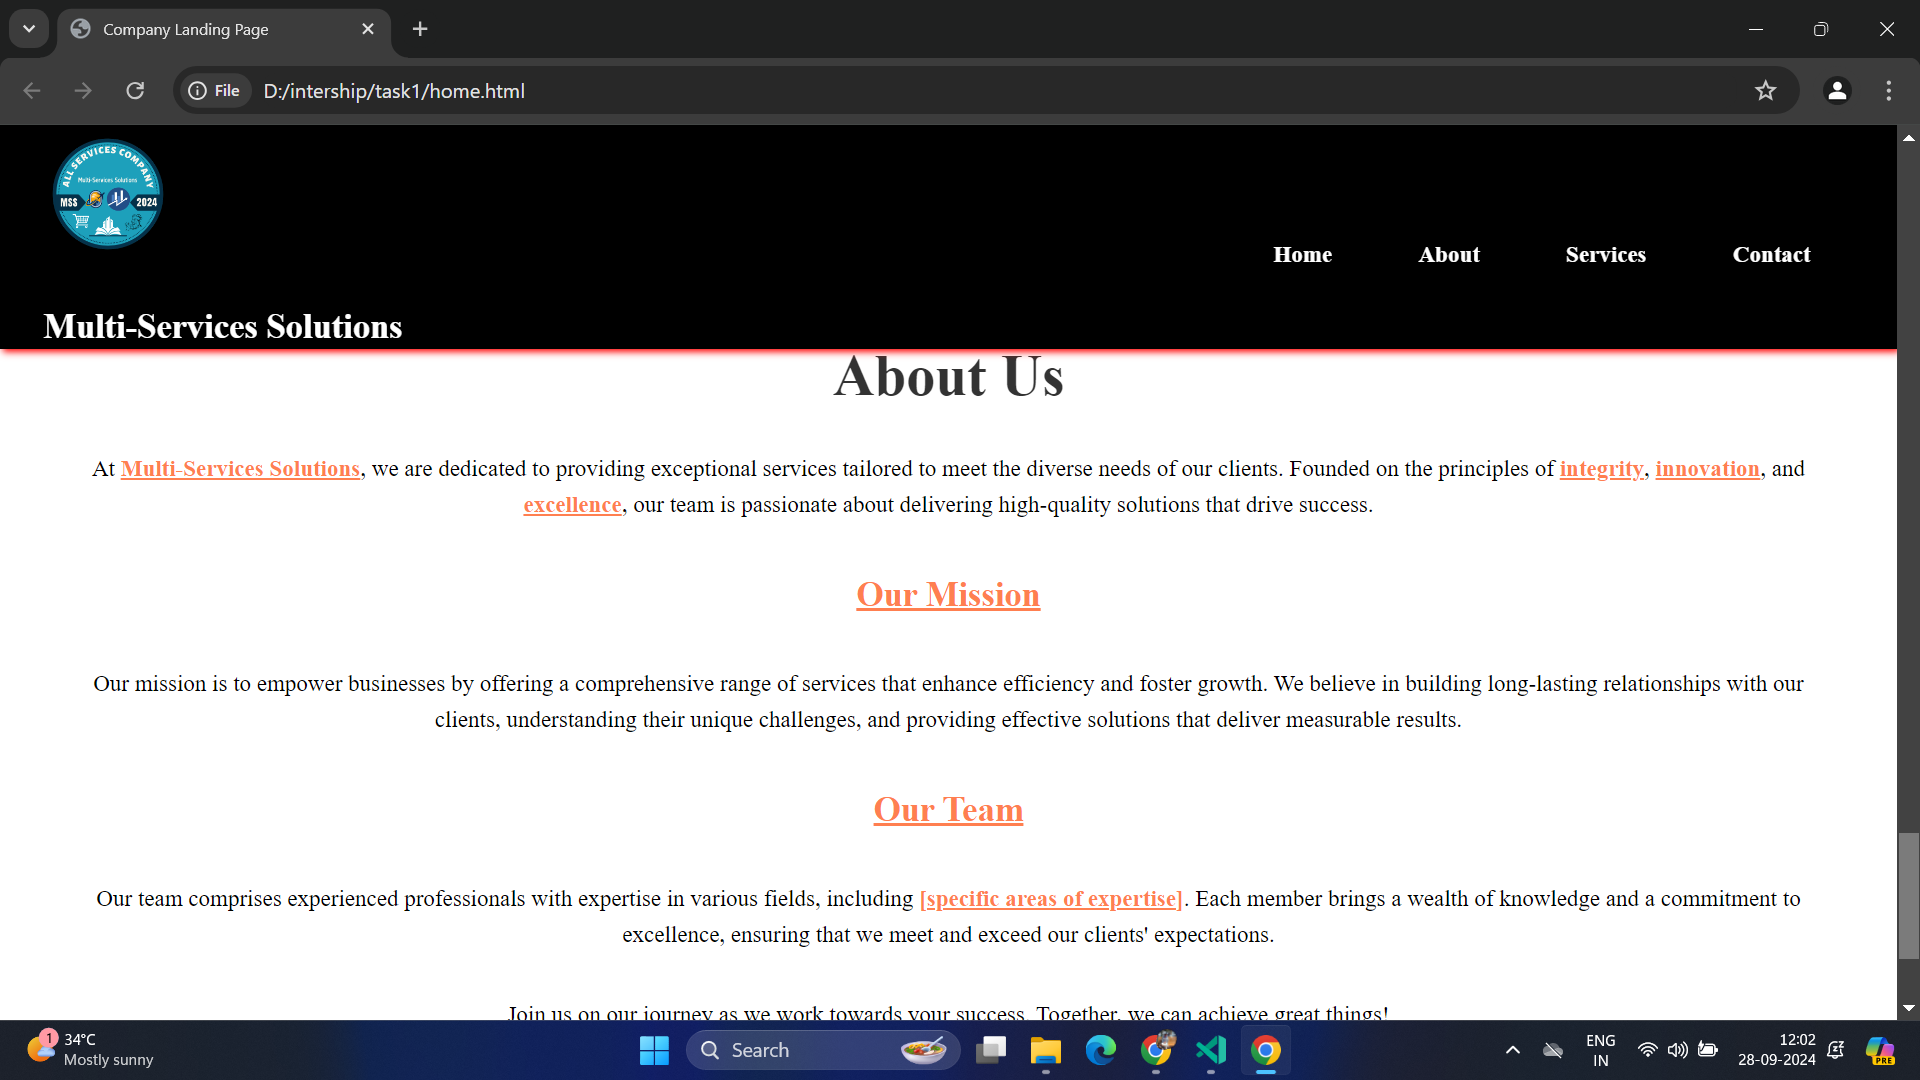 Company Landing Page
File D:/intership/task1/home.html
ALL SERVICES COMPANY
Multi-Services Solutions
MSS 2024
Home About Services Contact
Multi-Services Solutions
About Us
At Multi-Services Solutions, we are dedicated to providing exceptional services tailored to meet the diverse needs of our clients. Founded on the principles of integrity, innovation, and
excellence, our team is passionate about delivering high-quality solutions that drive success.
Our Mission
Our mission is to empower businesses by offering a comprehensive range of services that enhance efficiency and foster growth. We believe in building long-lasting relationships with our
clients, understanding their unique challenges, and providing effective solutions that deliver measurable results.
Our Team
Our team comprises experienced professionals with expertise in various fields, including [specific areas of expertise]. Each member brings a wealth of knowledge and a commitment to
excellence, ensuring that we meet and exceed our clients' expectations.
Join us on our journey as we work towards your success. Together, we can achieve great things!
1
34°C
Mostly sunny
Search
ENG
IN
12:02
28-09-2024
PRE